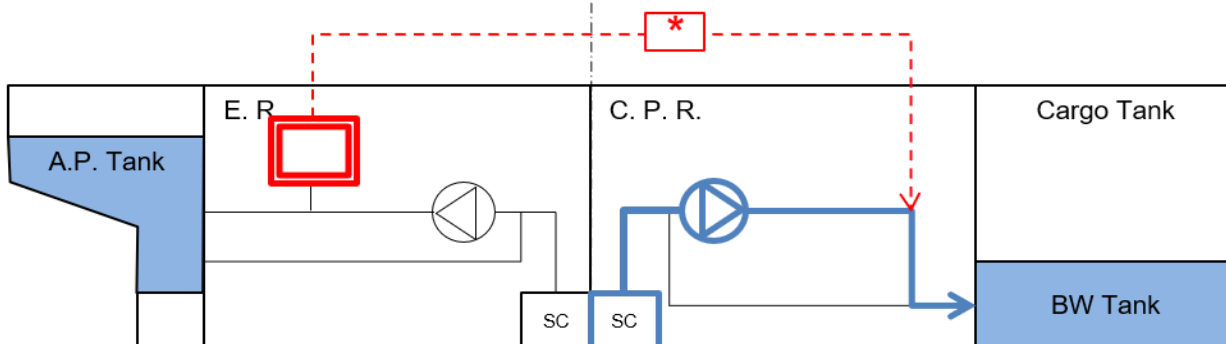 *
E. R.
C. P. R.
Cargo Tank
A.P. Tank
BW Tank
SC
SC